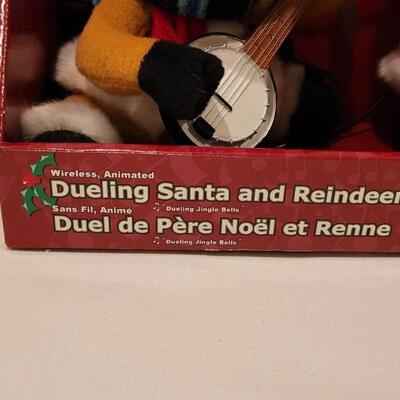 Wireless, Animated
Dueling Santa and Reindeer
"Dueling Jingle Bells"
Sans Fil, Animé
Duel de Père Noël et Renne
"Dueling Jingle Bells"